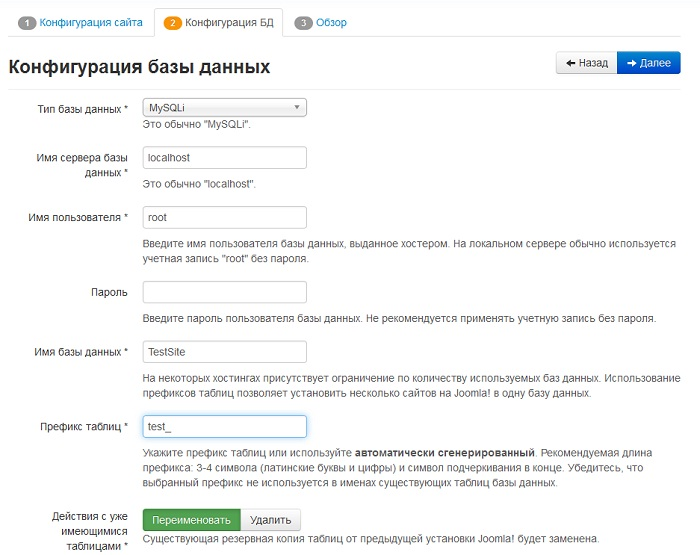 1 Конфигурация сайта 2 Конфигурация БД 3 Обзор
Конфигурация базы данных
Назад Далее
Тип базы данных * MySQLi
Это обычно "MySQLi".
Имя сервера базы
данных *
localhost
Это обычно "localhost".
Имя пользователя * root
Введите имя пользователя базы данных, выданное хостером. На локальном сервере обычно используется
учетная запись "root" без пароля.
Пароль
Введите пароль пользователя базы данных. Не рекомендуется применять учетную запись без пароля.
Имя базы данных * TestSite
На некоторых хостингах присутствует ограничение по количеству используемых баз данных. Использование
префиксов таблиц позволяет установить несколько сайтов на Joomla! в одну базу данных.
Префикс таблиц * test_
Укажите префикс таблиц или используйте автоматически сгенерированный. Рекомендуемая длина
префикса: 3-4 символа (латинские буквы и цифры) и символ подчеркивания в конце. Убедитесь, что
выбранный префикс не используется в именах существующих таблиц базы данных.
Действия с уже
имеющимися
таблицами *
Переименовать Удалить
Существующая резервная копия таблиц от предыдущей установки Joomla! будет заменена.